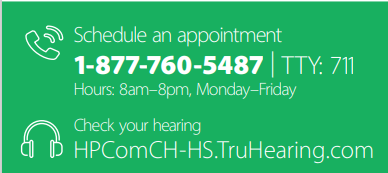 Schedule an appointment
1-877-760-5487 | TTY: 711
Hours: 8am–8pm, Monday–Friday
Check your hearing
HPComCH-HS.TruHearing.com